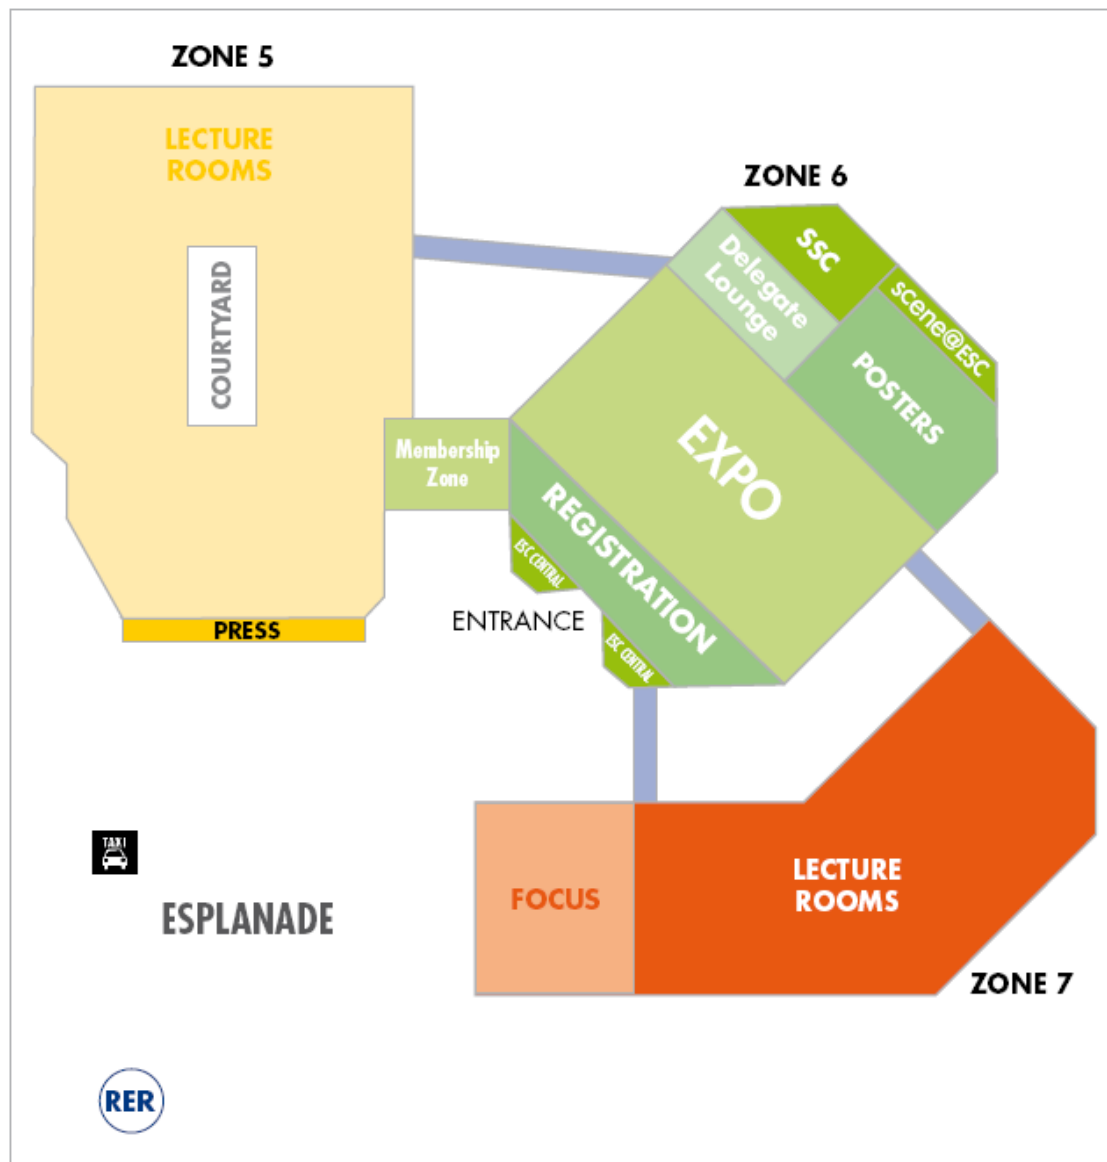 ZONE 5
LECTURE
ROOMS
COURTYARD
ZONE 6
SSC
Delegate
Lounge
scene@ESC
POSTERS
EXPO
Membership
Zone
REGISTRATION
ESC CENTRAL
ENTRANCE
ESC CENTRAL
PRESS
TAXI
ESPLANADE
FOCUS
LECTURE
ROOMS
ZONE 7
RER